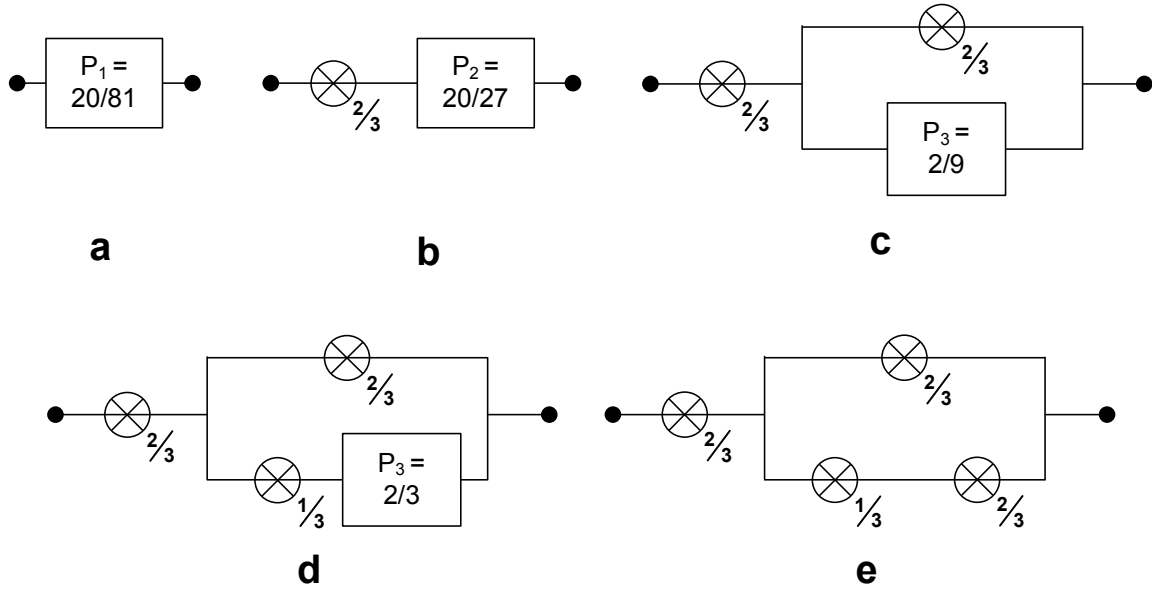 P₁ =
20/81
2/3
P₂ =
20/27
2/3
2/3
P₃ =
2/9
a
b
c
2/3
2/3
1/3
P₃ =
2/3
2/3
2/3
1/3
2/3
d
e